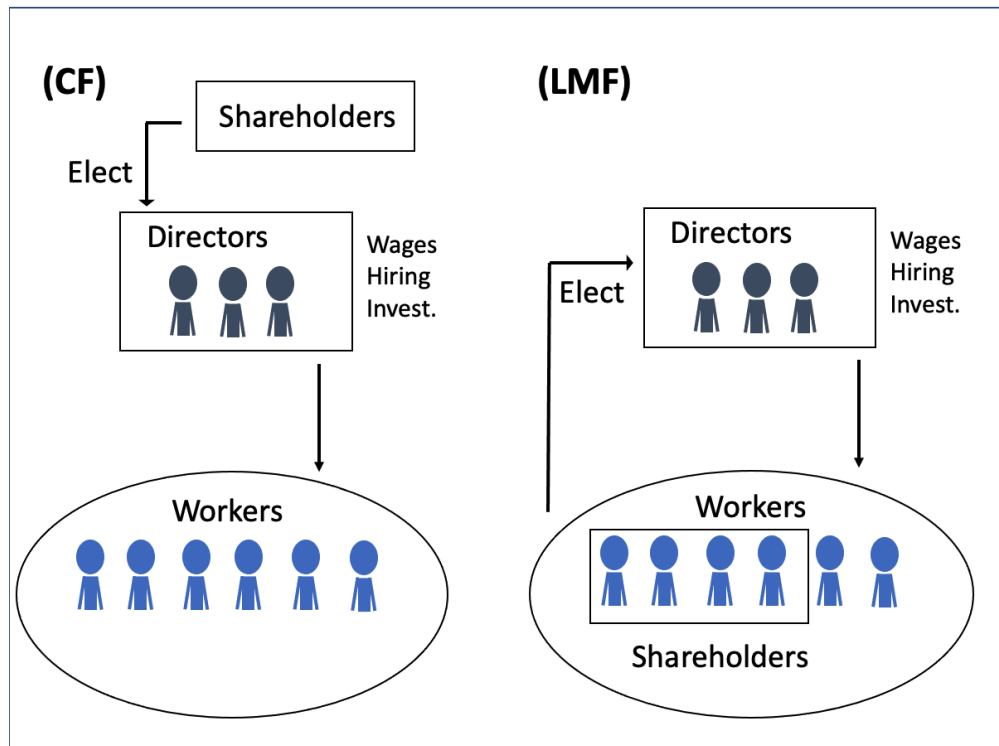 (CF)
Shareholders
Elect
Directors
Wages
Hiring
Invest.
Workers
(LMF)
Directors
Wages
Hiring
Invest.
Elect
Workers
Shareholders